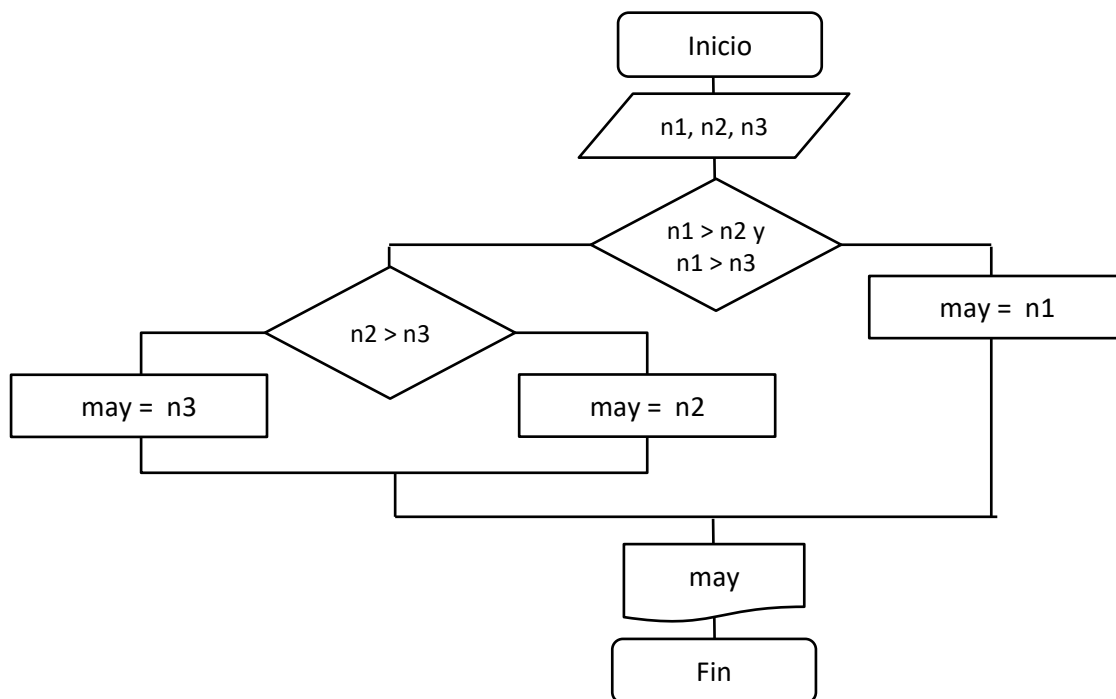 Inicio
n1, n2, n3
n1 > n2 y
n1 > n3
may =  n1
n2 > n3
may =  n3
may =  n2
may
Fin